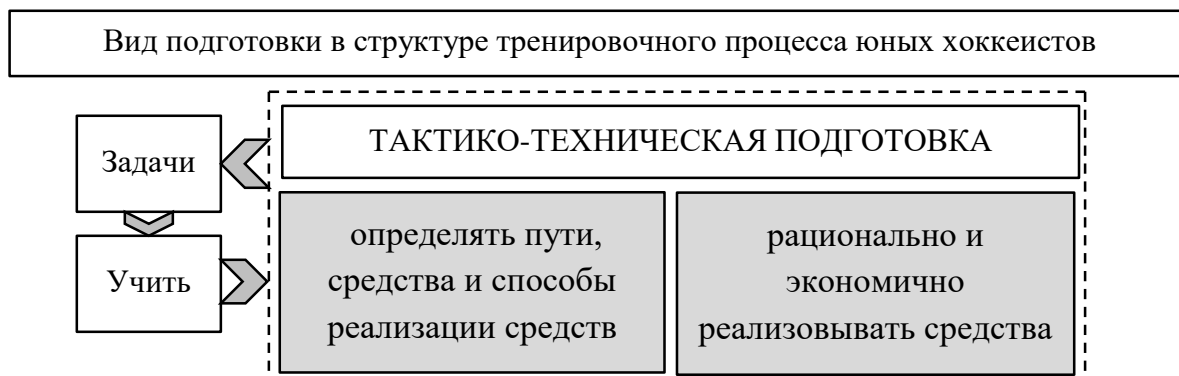 Вид подготовки в структуре тренировочного процесса юных хоккеистов
ТАКТИКО-ТЕХНИЧЕСКАЯ ПОДГОТОВКА
Задачи
Учить
определять пути,
средства и способы
реализации средств
рационально и
экономично
реализовывать средства